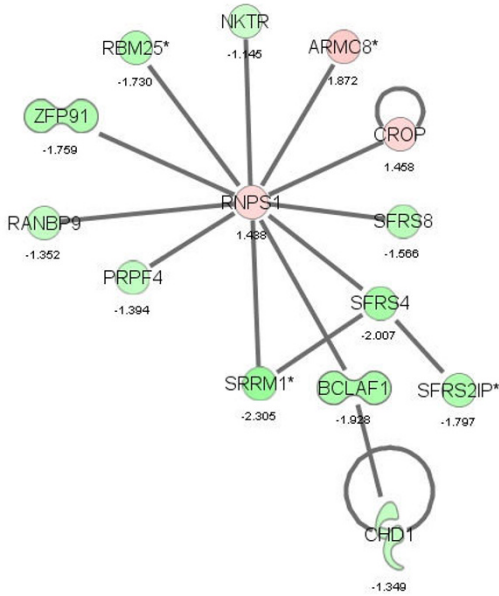 NKTR
-1.145
RBM25*
-1.730
ARMC8*
1.872
ZFP91
-1.759
CROP
1.458
RNPS1
1.438
RANBP9
-1.352
SFRS8
-1.566
PRPF4
-1.394
SFRS4
-2.007
SRRM1*
-2.305
BCLAF1
-1.928
SFRS2IP*
-1.797
CHD1
-1.349